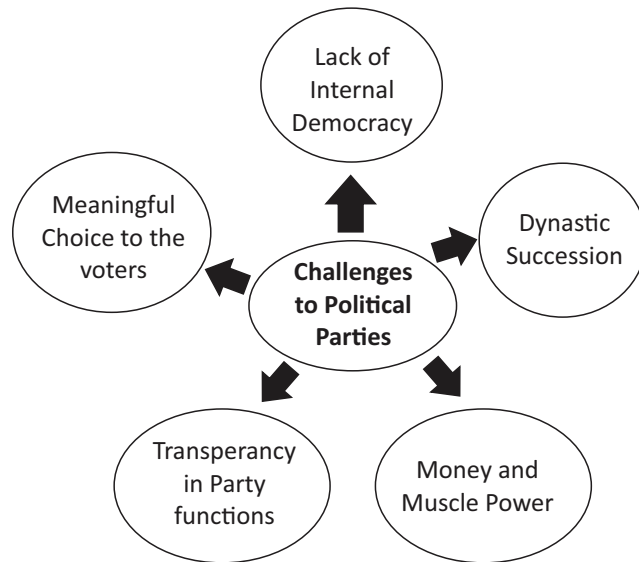 Lack of
Internal
Democracy
Meaningful
Choice to the
voters
Dynastic
Succession
Challenges
to Political
Parties
Transperancy
in Party
functions
Money and
Muscle Power